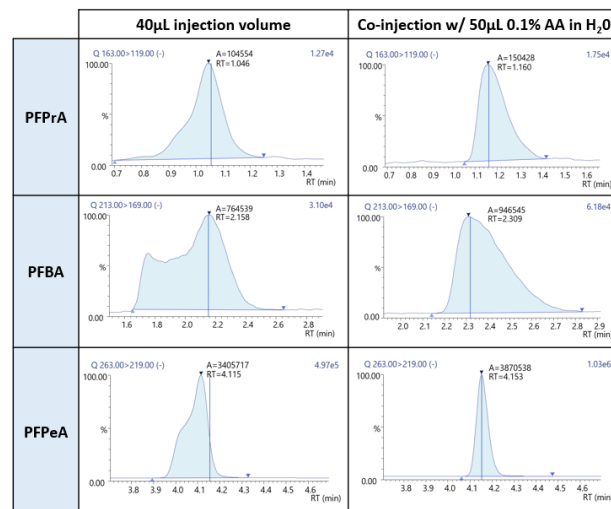 40µL injection volume
Co-injection w/ 50µL 0.1% AA in H₂0
PFPrA
Q 163.00>119.00 (-)
A=104554
1.27e4
RT=1.046
100.00
%
0.00
0.7 0.8 0.9 1.0 1.1 1.2 1.3 1.4
RT (min)
Q 163.00>119.00 (-)
A=150428
1.75e4
RT=1.160
100.00
%
0.00
0.7 0.8 0.9 1.0 1.1 1.2 1.3 1.4 1.5 1.6
RT (min)
PFBA
Q 213.00>169.00 (-)
A=764539
3.10e4
RT=2.158
100.00
%
0.00
1.6 1.8 2.0 2.2 2.4 2.6 2.8
RT (min)
Q 213.00>169.00 (-)
A=946545
6.18e4
RT=2.309
100.00
%
0.00
2.0 2.1 2.2 2.3 2.4 2.5 2.6 2.7 2.8 2.9
RT (min)
PFPeA
Q 263.00>219.00 (-)
A=3405717
4.97e5
RT=4.115
100.00
%
0.00
3.8 3.9 4.0 4.1 4.2 4.3 4.4 4.5 4.6
RT (min)
Q 263.00>219.00 (-)
A=3870538
1.03e6
RT=4.153
100.00
%
0.00
3.8 3.9 4.0 4.1 4.2 4.3 4.4 4.5 4.6
RT (min)